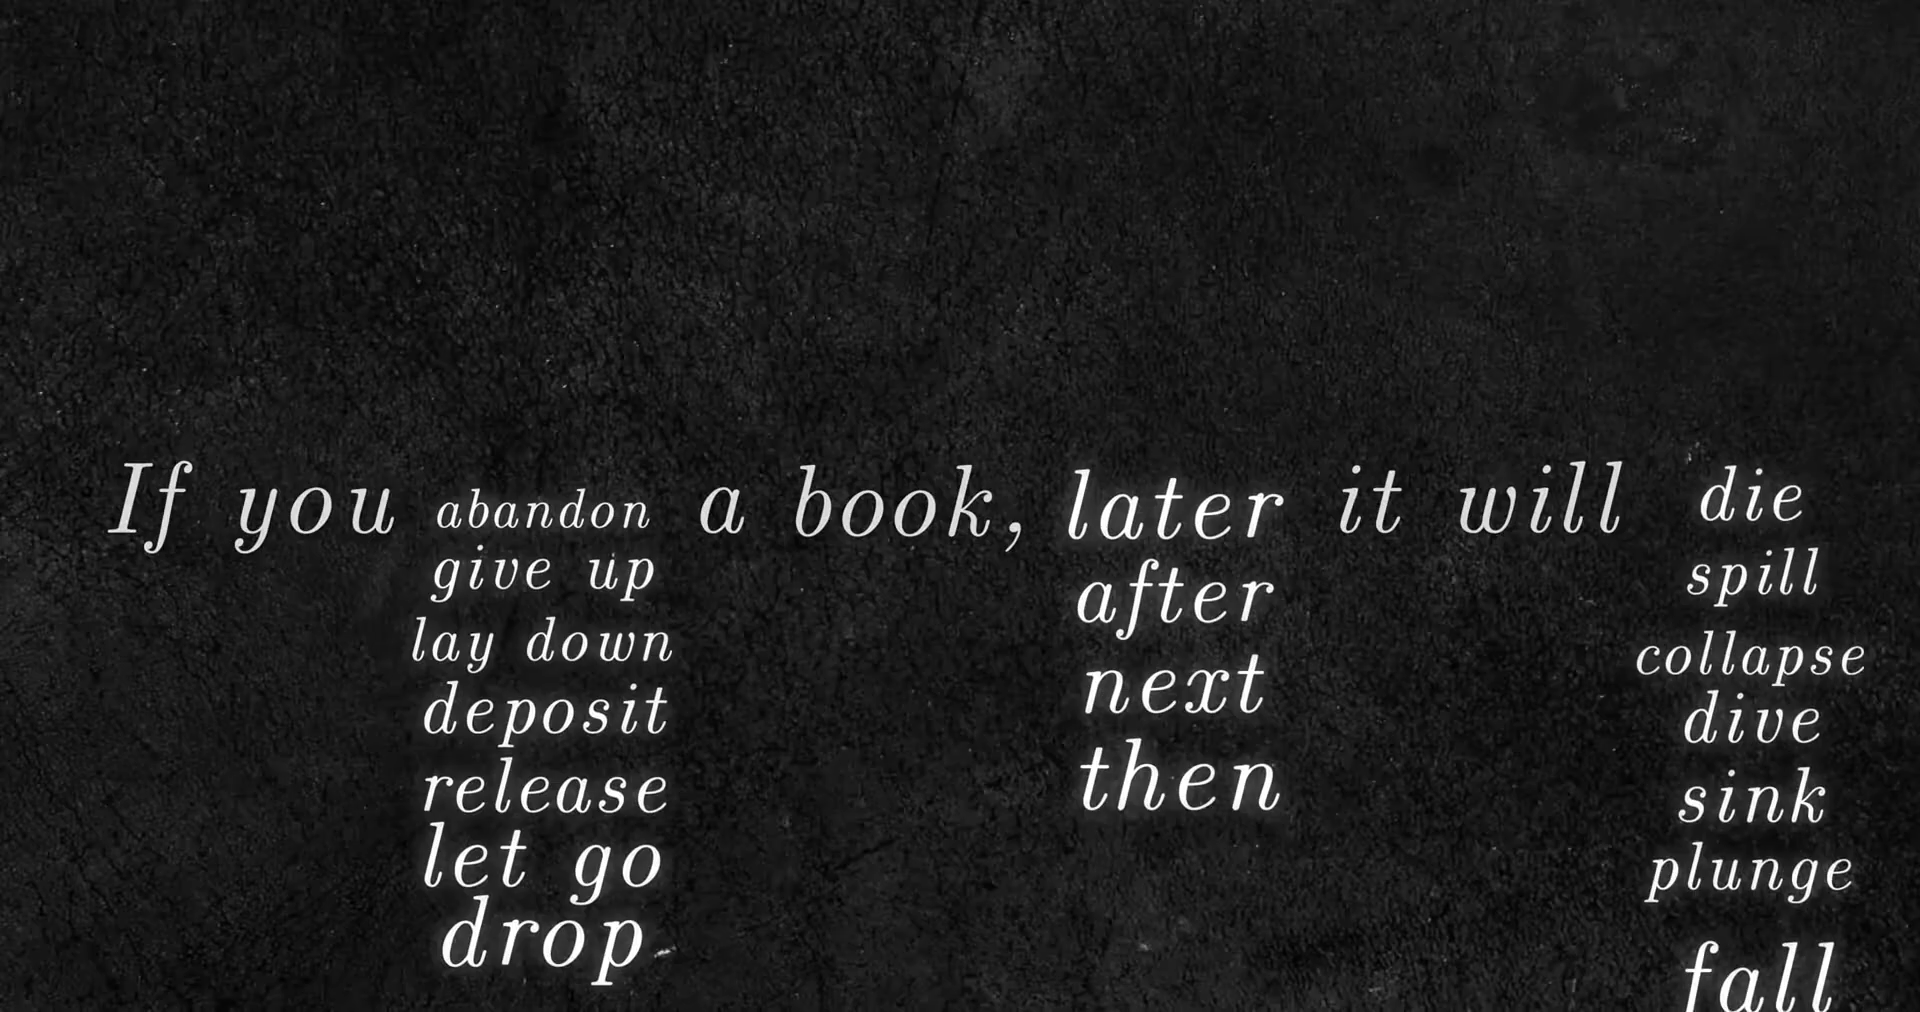 If you abandon a book, later it will die
give up after spill
lay down next collapse
deposit then dive
release sink
let go plunge
drop fall